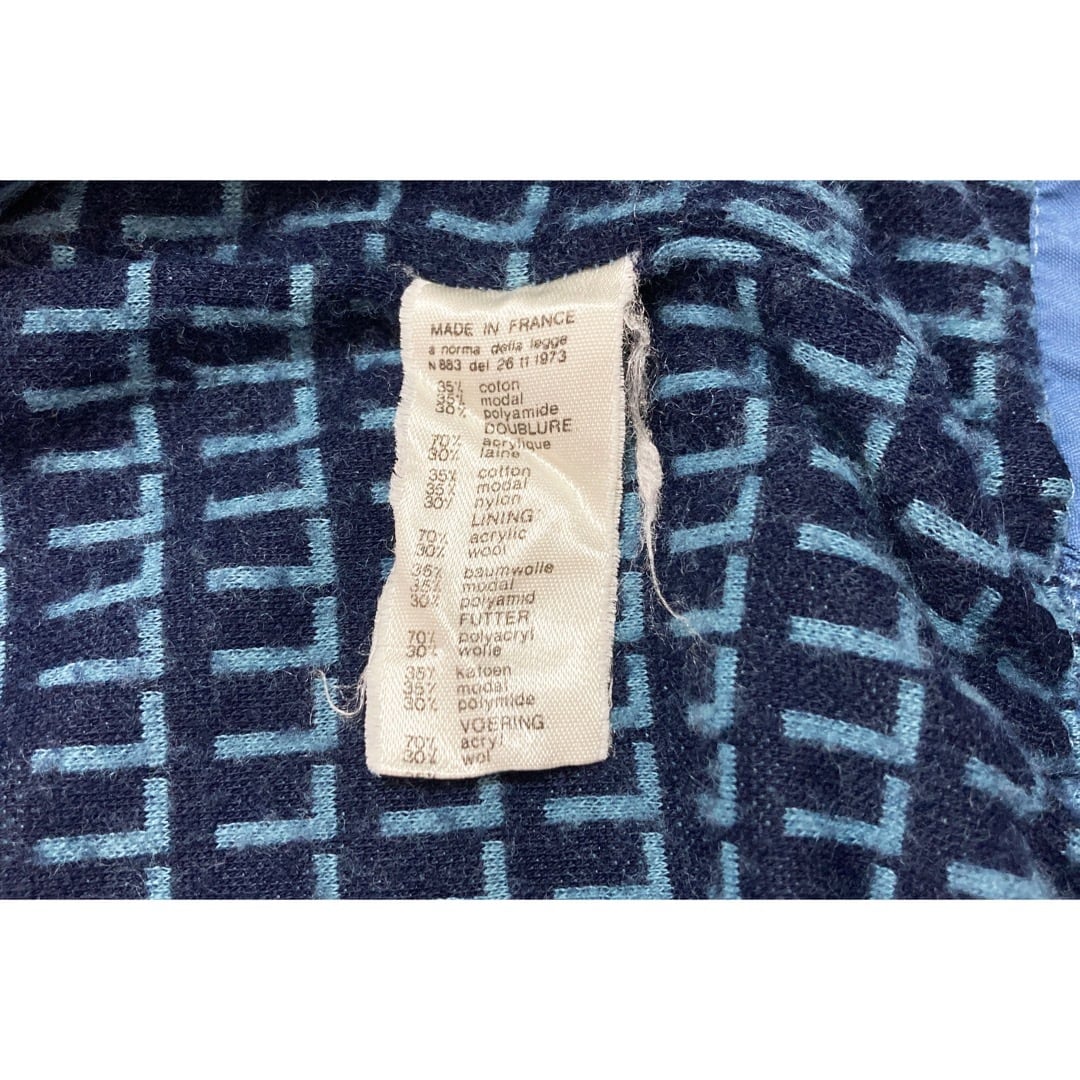 MADE IN FRANCE
a norma della legge
N 883 del 26 11 1973
35% coton
35% modal
30% polyamide
DOUBLURE
70% acrylique
30% laine
35% cotton
35% modal
30% nylon
LINING
70% acrylic
30% wool
35% baumwolle
35% modal
30% polyamid
FUTTER
70% polyacryl
30% wolle
35% katoen
35% modal
30% polymide
VOERING
70% acryl
30% wol